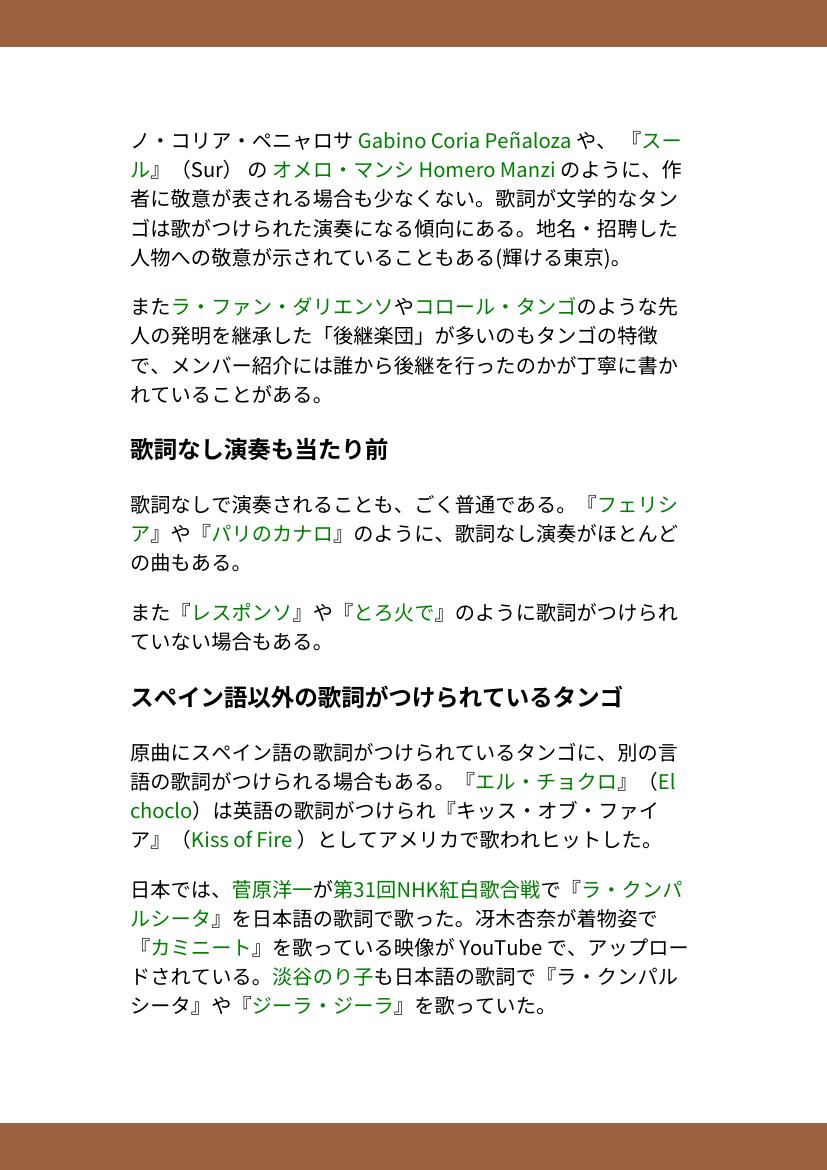 ノ・コリア・ペニャロサ Gabino Coria Peñaloza や、 『スー
ル』（Sur） の オメロ・マンシ Homero Manzi のように、作
者に敬意が表される場合も少なくない。歌詞が文学的なタン
ゴは歌がつけられた演奏になる傾向にある。地名・招聘した
人物への敬意が示されていることもある(輝ける東京)。
またラ・ファン・ダリエンソやコロール・タンゴのような先
人の発明を継承した「後継楽団」が多いのもタンゴの特徴
で、メンバー紹介には誰から後継を行ったのかが丁寧に書か
れていることがある。
歌詞なし演奏も当たり前
歌詞なしで演奏されることも、ごく普通である。『フェリシ
ア』や『パリのカナロ』のように、歌詞なし演奏がほとんど
の曲もある。
また『レスポンソ』や『とろ火で』のように歌詞がつけられ
ていない場合もある。
スペイン語以外の歌詞がつけられているタンゴ
原曲にスペイン語の歌詞がつけられているタンゴに、別の言
語の歌詞がつけられる場合もある。『エル・チョクロ』（El
choclo）は英語の歌詞がつけられ『キッス・オブ・ファイ
ア』（Kiss of Fire ）としてアメリカで歌われヒットした。
日本では、菅原洋一が第31回NHK紅白歌合戦で『ラ・クンパ
ルシータ』を日本語の歌詞で歌った。冴木杏奈が着物姿で
『カミニート』を歌っている映像が YouTube で、アップロー
ドされている。淡谷のり子も日本語の歌詞で『ラ・クンパル
シータ』や『ジーラ・ジーラ』を歌っていた。